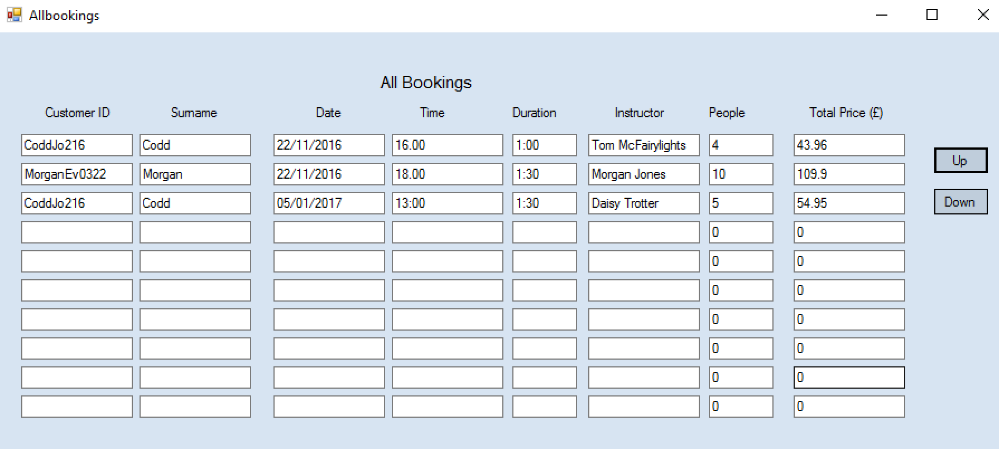 Allbookings
All Bookings
Customer ID Surname Date Time Duration Instructor People Total Price (£)
CoddJo216 Codd 22/11/2016 16.00 1:00 Tom McFairylights 4 43.96
Up
MorganEv0322 Morgan 22/11/2016 18.00 1:30 Morgan Jones 10 109.9
CoddJo216 Codd 05/01/2017 13:00 1:30 Daisy Trotter 5 54.95
Down
0 0
0 0
0 0
0 0
0 0
0 0
0 0